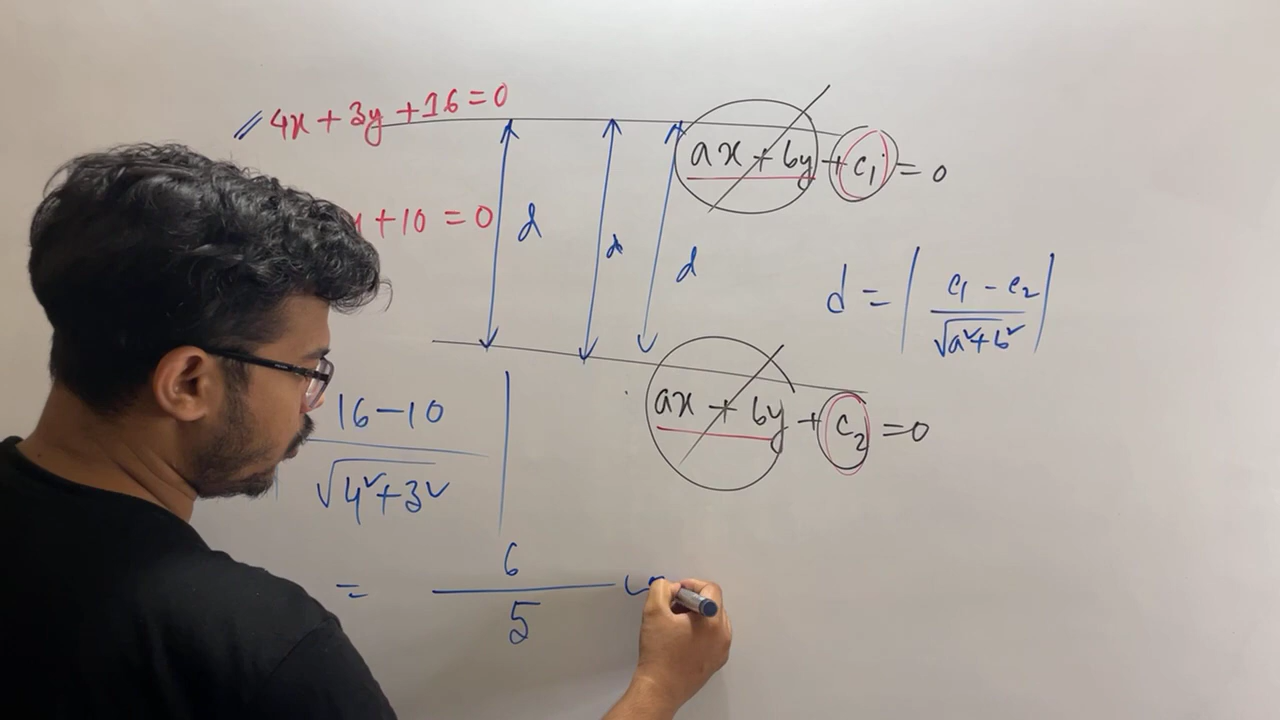 4x + 3y + 16 = 0
ax + by + c₁ = 0
+ 10 = 0
d
d
d
d = | c₁ - c₂ / √a²+b² |
16 - 10 / √4²+3² |
ax + by + c₂ = 0
= 6 / 5